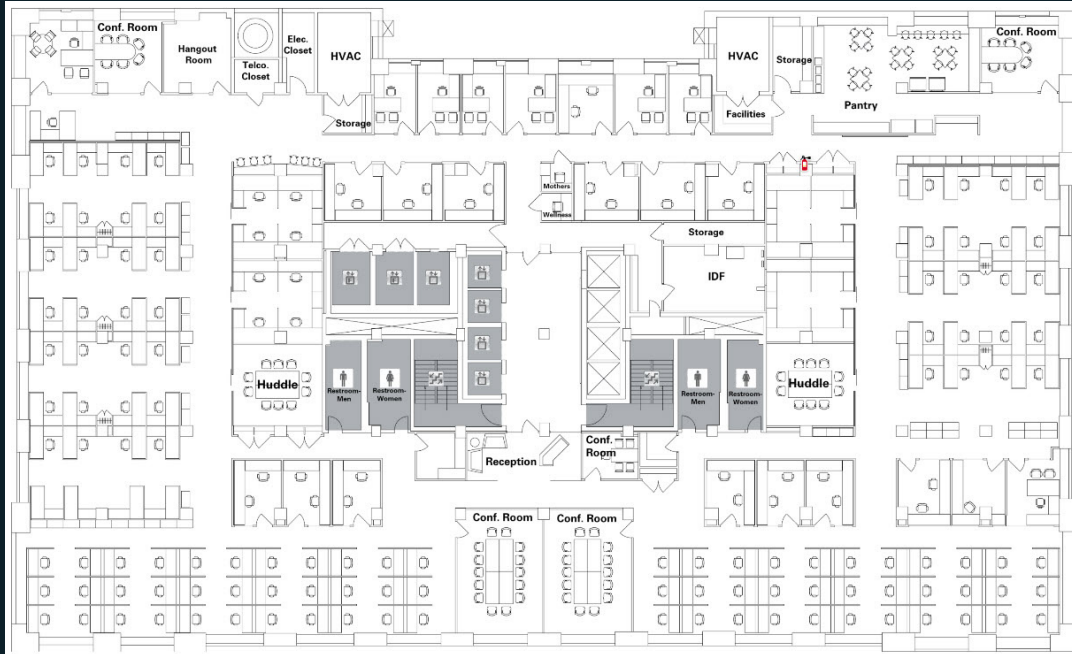 Conf. Room
Hangout
Room
Telco.
Closet
Elec.
Closet
HVAC
Storage
HVAC
Facilities
Storage
Pantry
Conf. Room
Mothers
Wellness
Storage
IDF
Huddle
Restroom-
Men
Restroom-
Women
Restroom-
Men
Restroom-
Women
Huddle
Reception
Conf.
Room
Conf. Room
Conf. Room